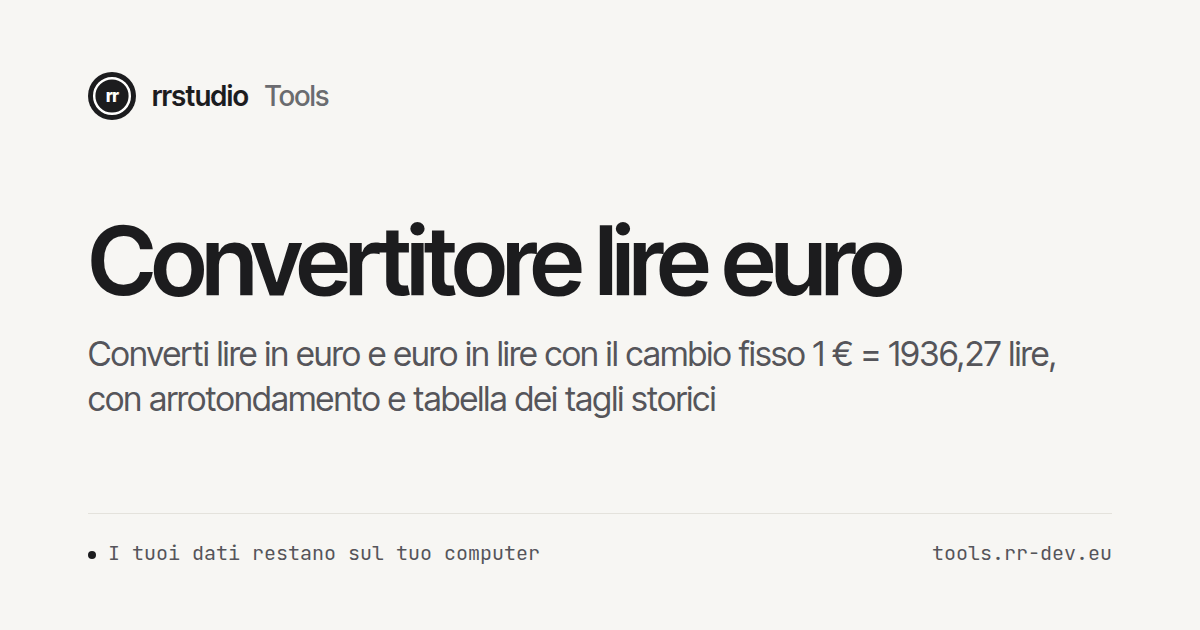 rr rrstudio Tools
Convertitore lire euro
Converti lire in euro e euro in lire con il cambio fisso 1 € = 1936,27 lire,
con arrotondamento e tabella dei tagli storici
I tuoi dati restano sul tuo computer
tools.rr-dev.eu